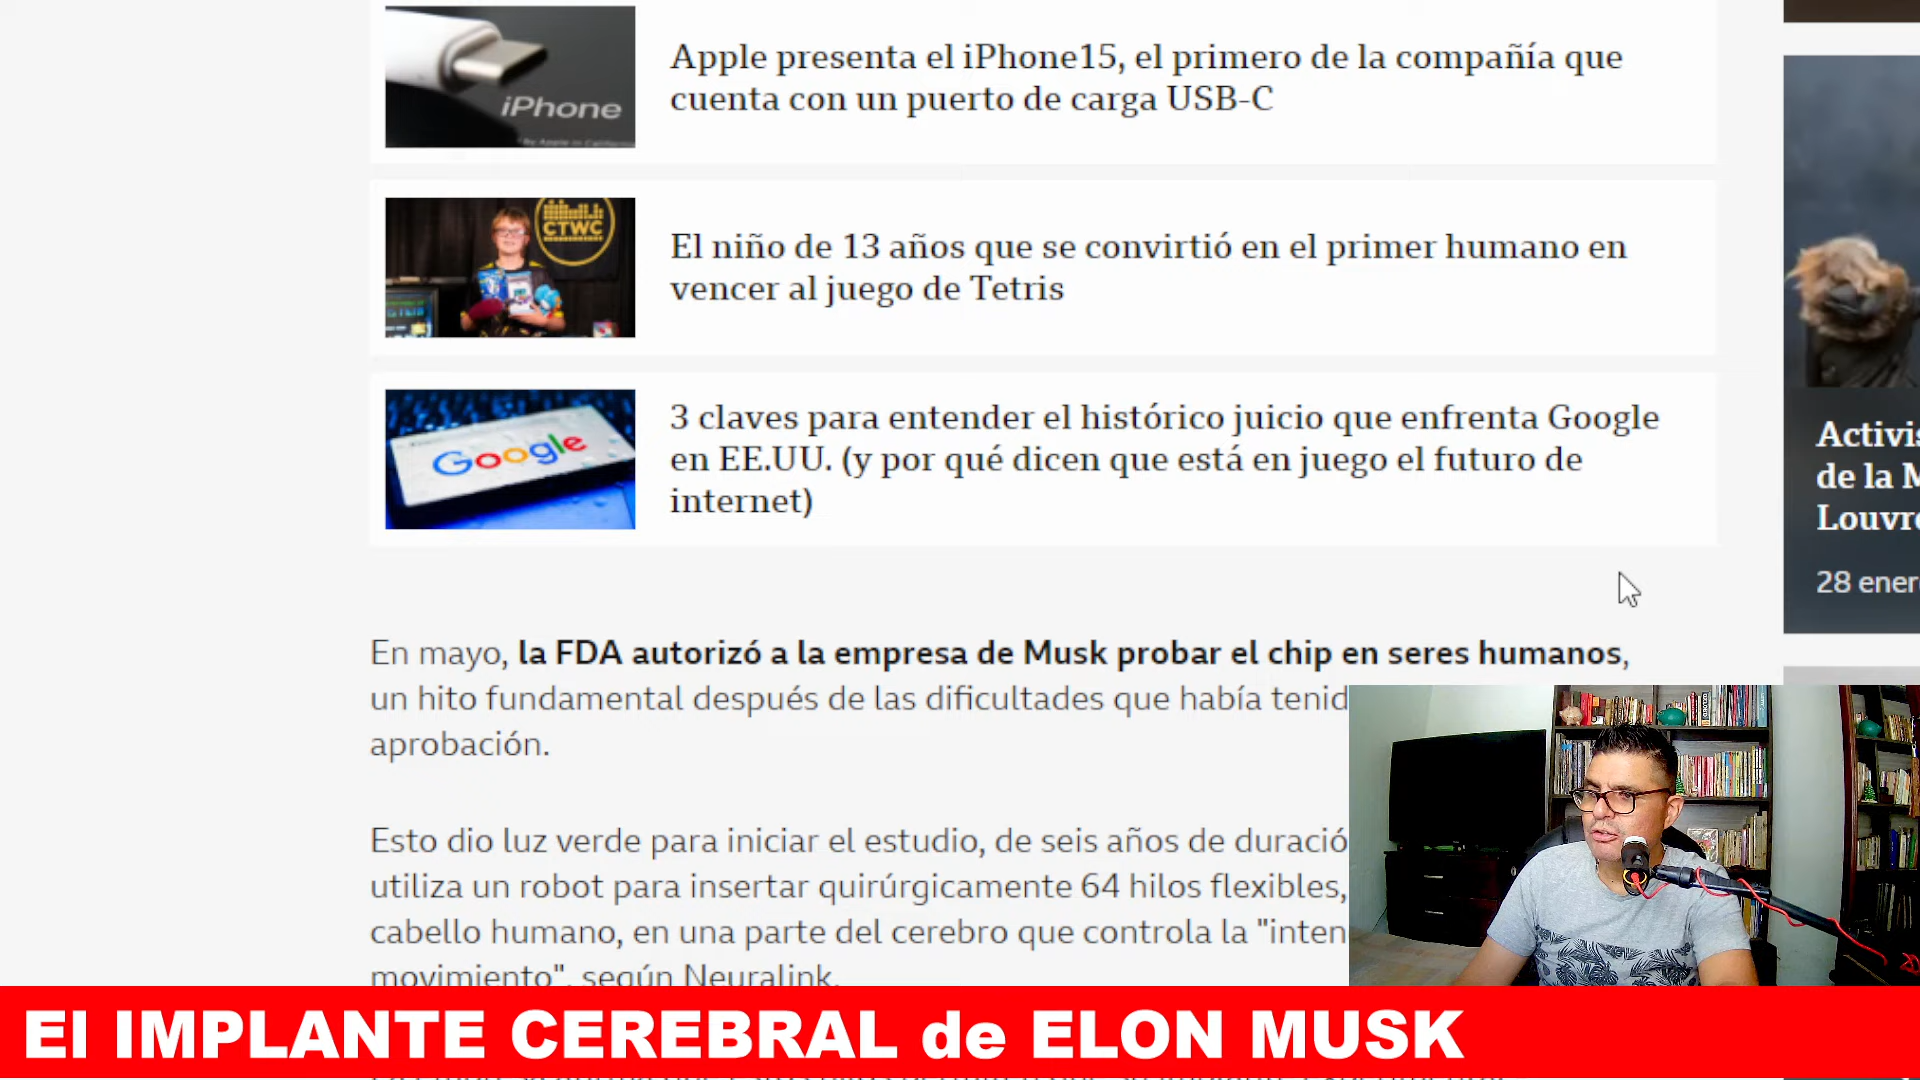 iPhone
Apple presenta el iPhone15, el primero de la compañía que
cuenta con un puerto de carga USB-C
CTWC
El niño de 13 años que se convirtió en el primer humano en
vencer al juego de Tetris
Google
3 claves para entender el histórico juicio que enfrenta Google
en EE.UU. (y por qué dicen que está en juego el futuro de
internet)
Activis
de la M
Louvre
28 ener
En mayo, la FDA autorizó a la empresa de Musk probar el chip en seres humanos,
un hito fundamental después de las dificultades que había tenid
aprobación.
Esto dio luz verde para iniciar el estudio, de seis años de duració
utiliza un robot para insertar quirúrgicamente 64 hilos flexibles,
cabello humano, en una parte del cerebro que controla la "inten
movimiento", según Neuralink.
El IMPLANTE CEREBRAL de ELON MUSK